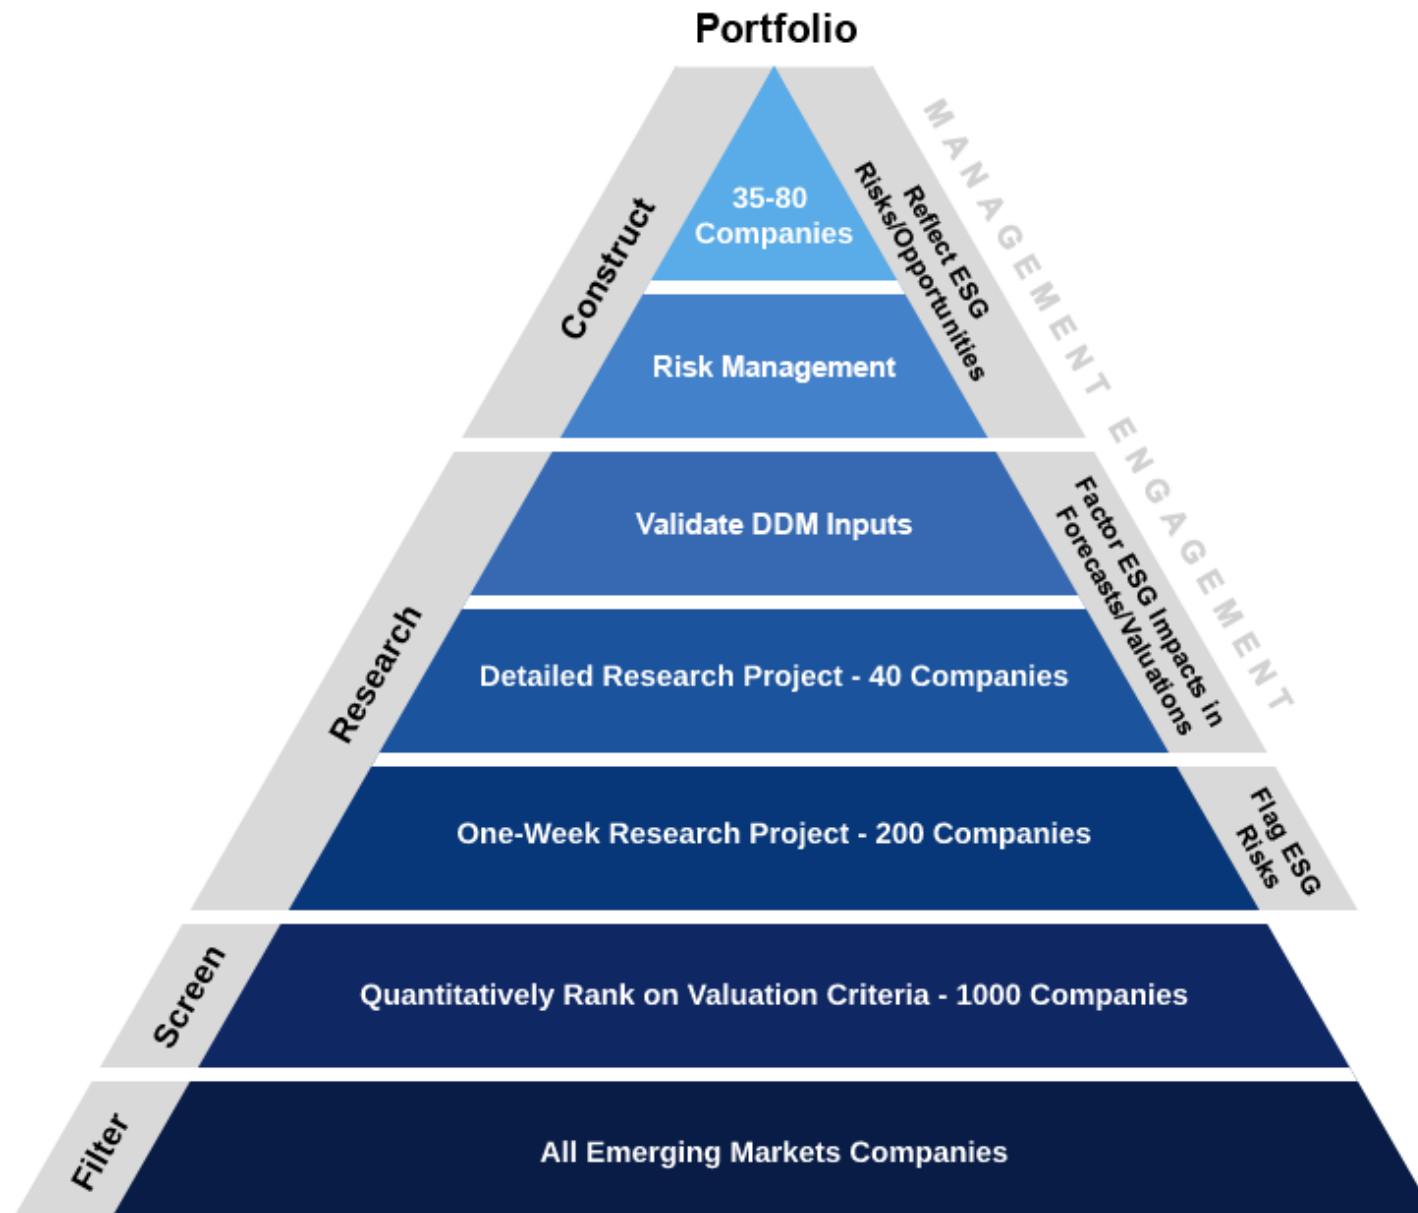 Portfolio
MANAGEMENT ENGAGEMENT
Construct
35-80
Companies
Reflect ESG
Risks/Opportunities
Risk Management
Research
Validate DDM Inputs
Factor ESG Impacts in
Forecasts/Valuations
Detailed Research Project - 40 Companies
One-Week Research Project - 200 Companies
Flag ESG
Risks
Screen
Quantitatively Rank on Valuation Criteria - 1000 Companies
Filter
All Emerging Markets Companies